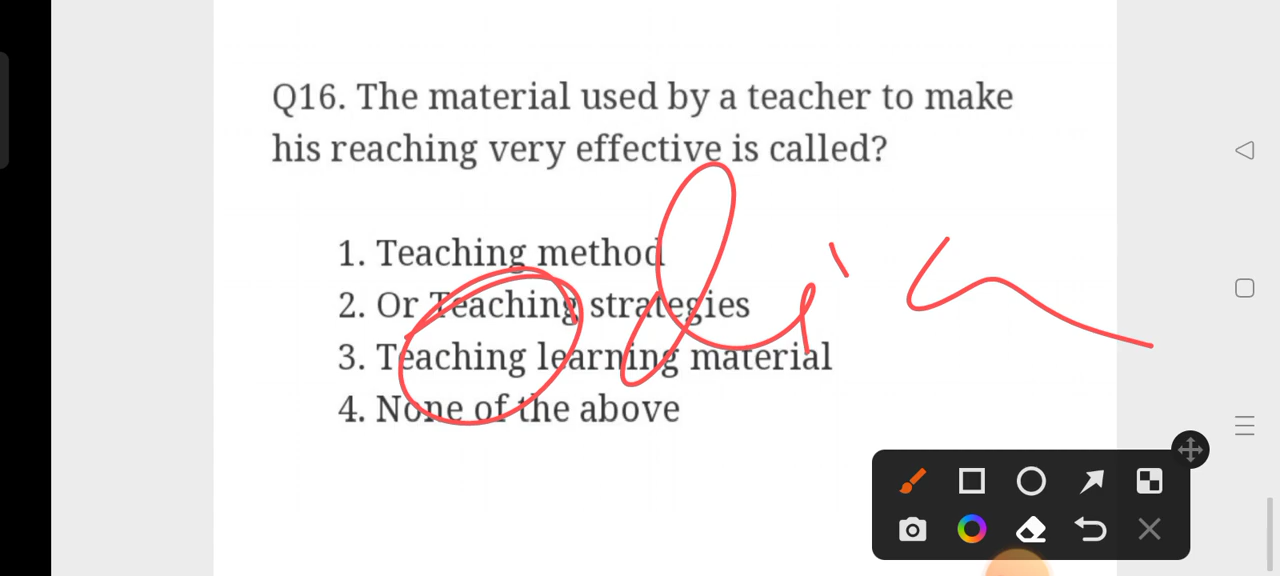 Q16. The material used by a teacher to make
his reaching very effective is called?
1. Teaching method
2. Or Teaching strategies
3. Teaching learning material
4. None of the above